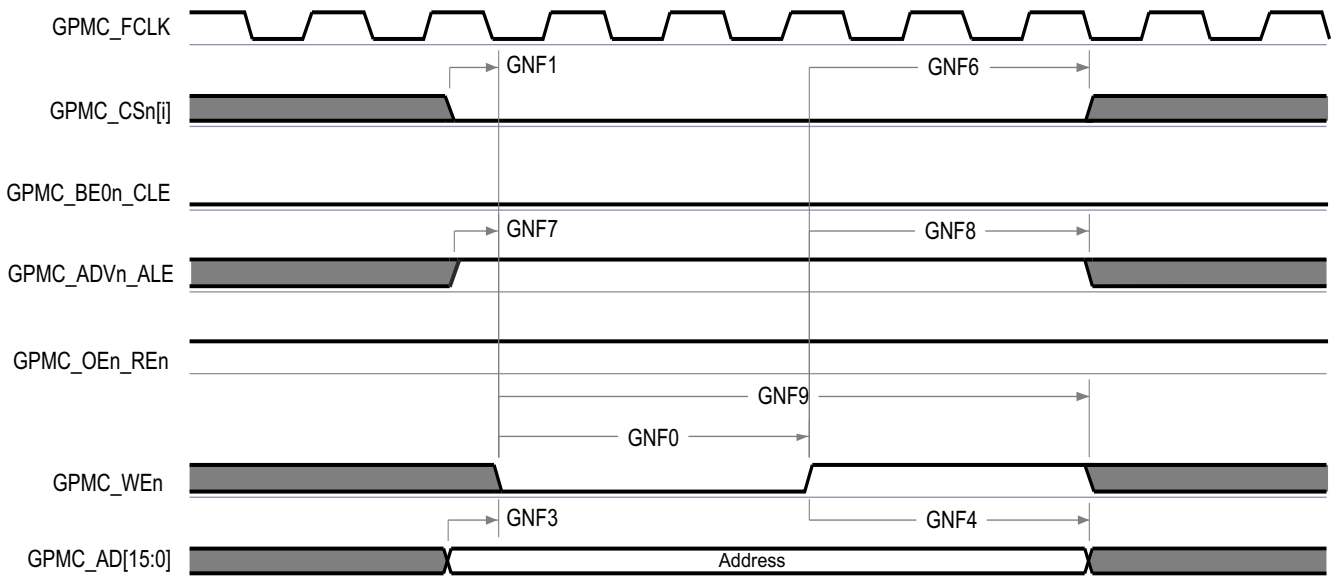 GPMC_FCLK
GNF1
GNF6
GPMC_CSn[i]
GPMC_BE0n_CLE
GNF7
GNF8
GPMC_ADVn_ALE
GPMC_OEn_REn
GNF9
GNF0
GPMC_WEn
GNF3
GNF4
GPMC_AD[15:0]
Address